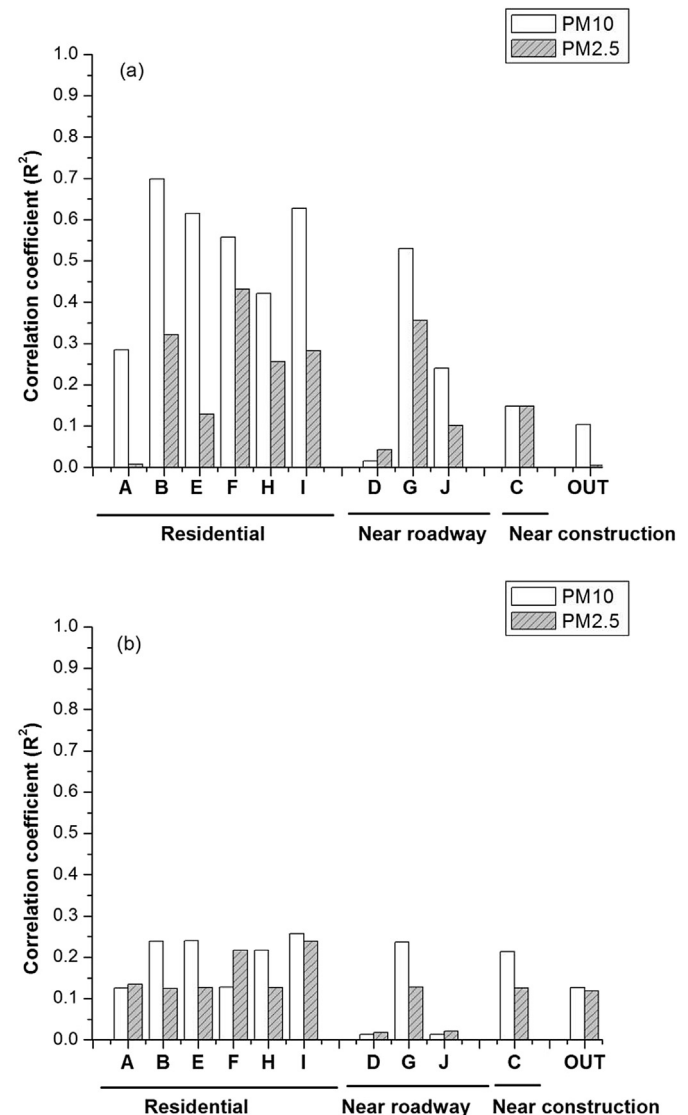 PM10
PM2.5
(a)
1.0
0.9
0.8
0.7
0.6
0.5
0.4
0.3
0.2
0.1
0.0
Correlation coefficient (R²)
A B E F H I D G J C OUT
Residential Near roadway Near construction
PM10
PM2.5
(b)
1.0
0.9
0.8
0.7
0.6
0.5
0.4
0.3
0.2
0.1
0.0
Correlation coefficient (R²)
A B E F H I D G J C OUT
Residential Near roadway Near construction